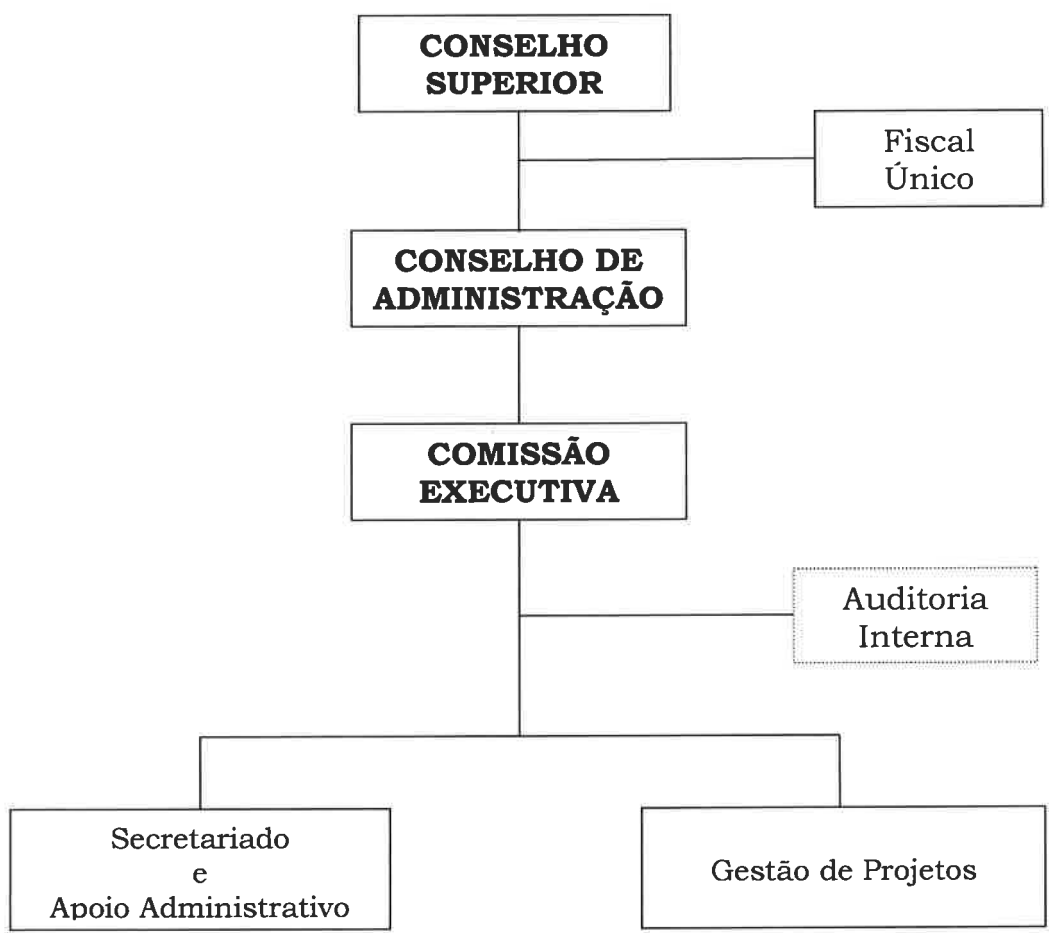 CONSELHO
SUPERIOR
Fiscal
Único
CONSELHO DE
ADMINISTRAÇÃO
COMISSÃO
EXECUTIVA
Auditoria
Interna
Secretariado
e
Apoio Administrativo
Gestão de Projetos